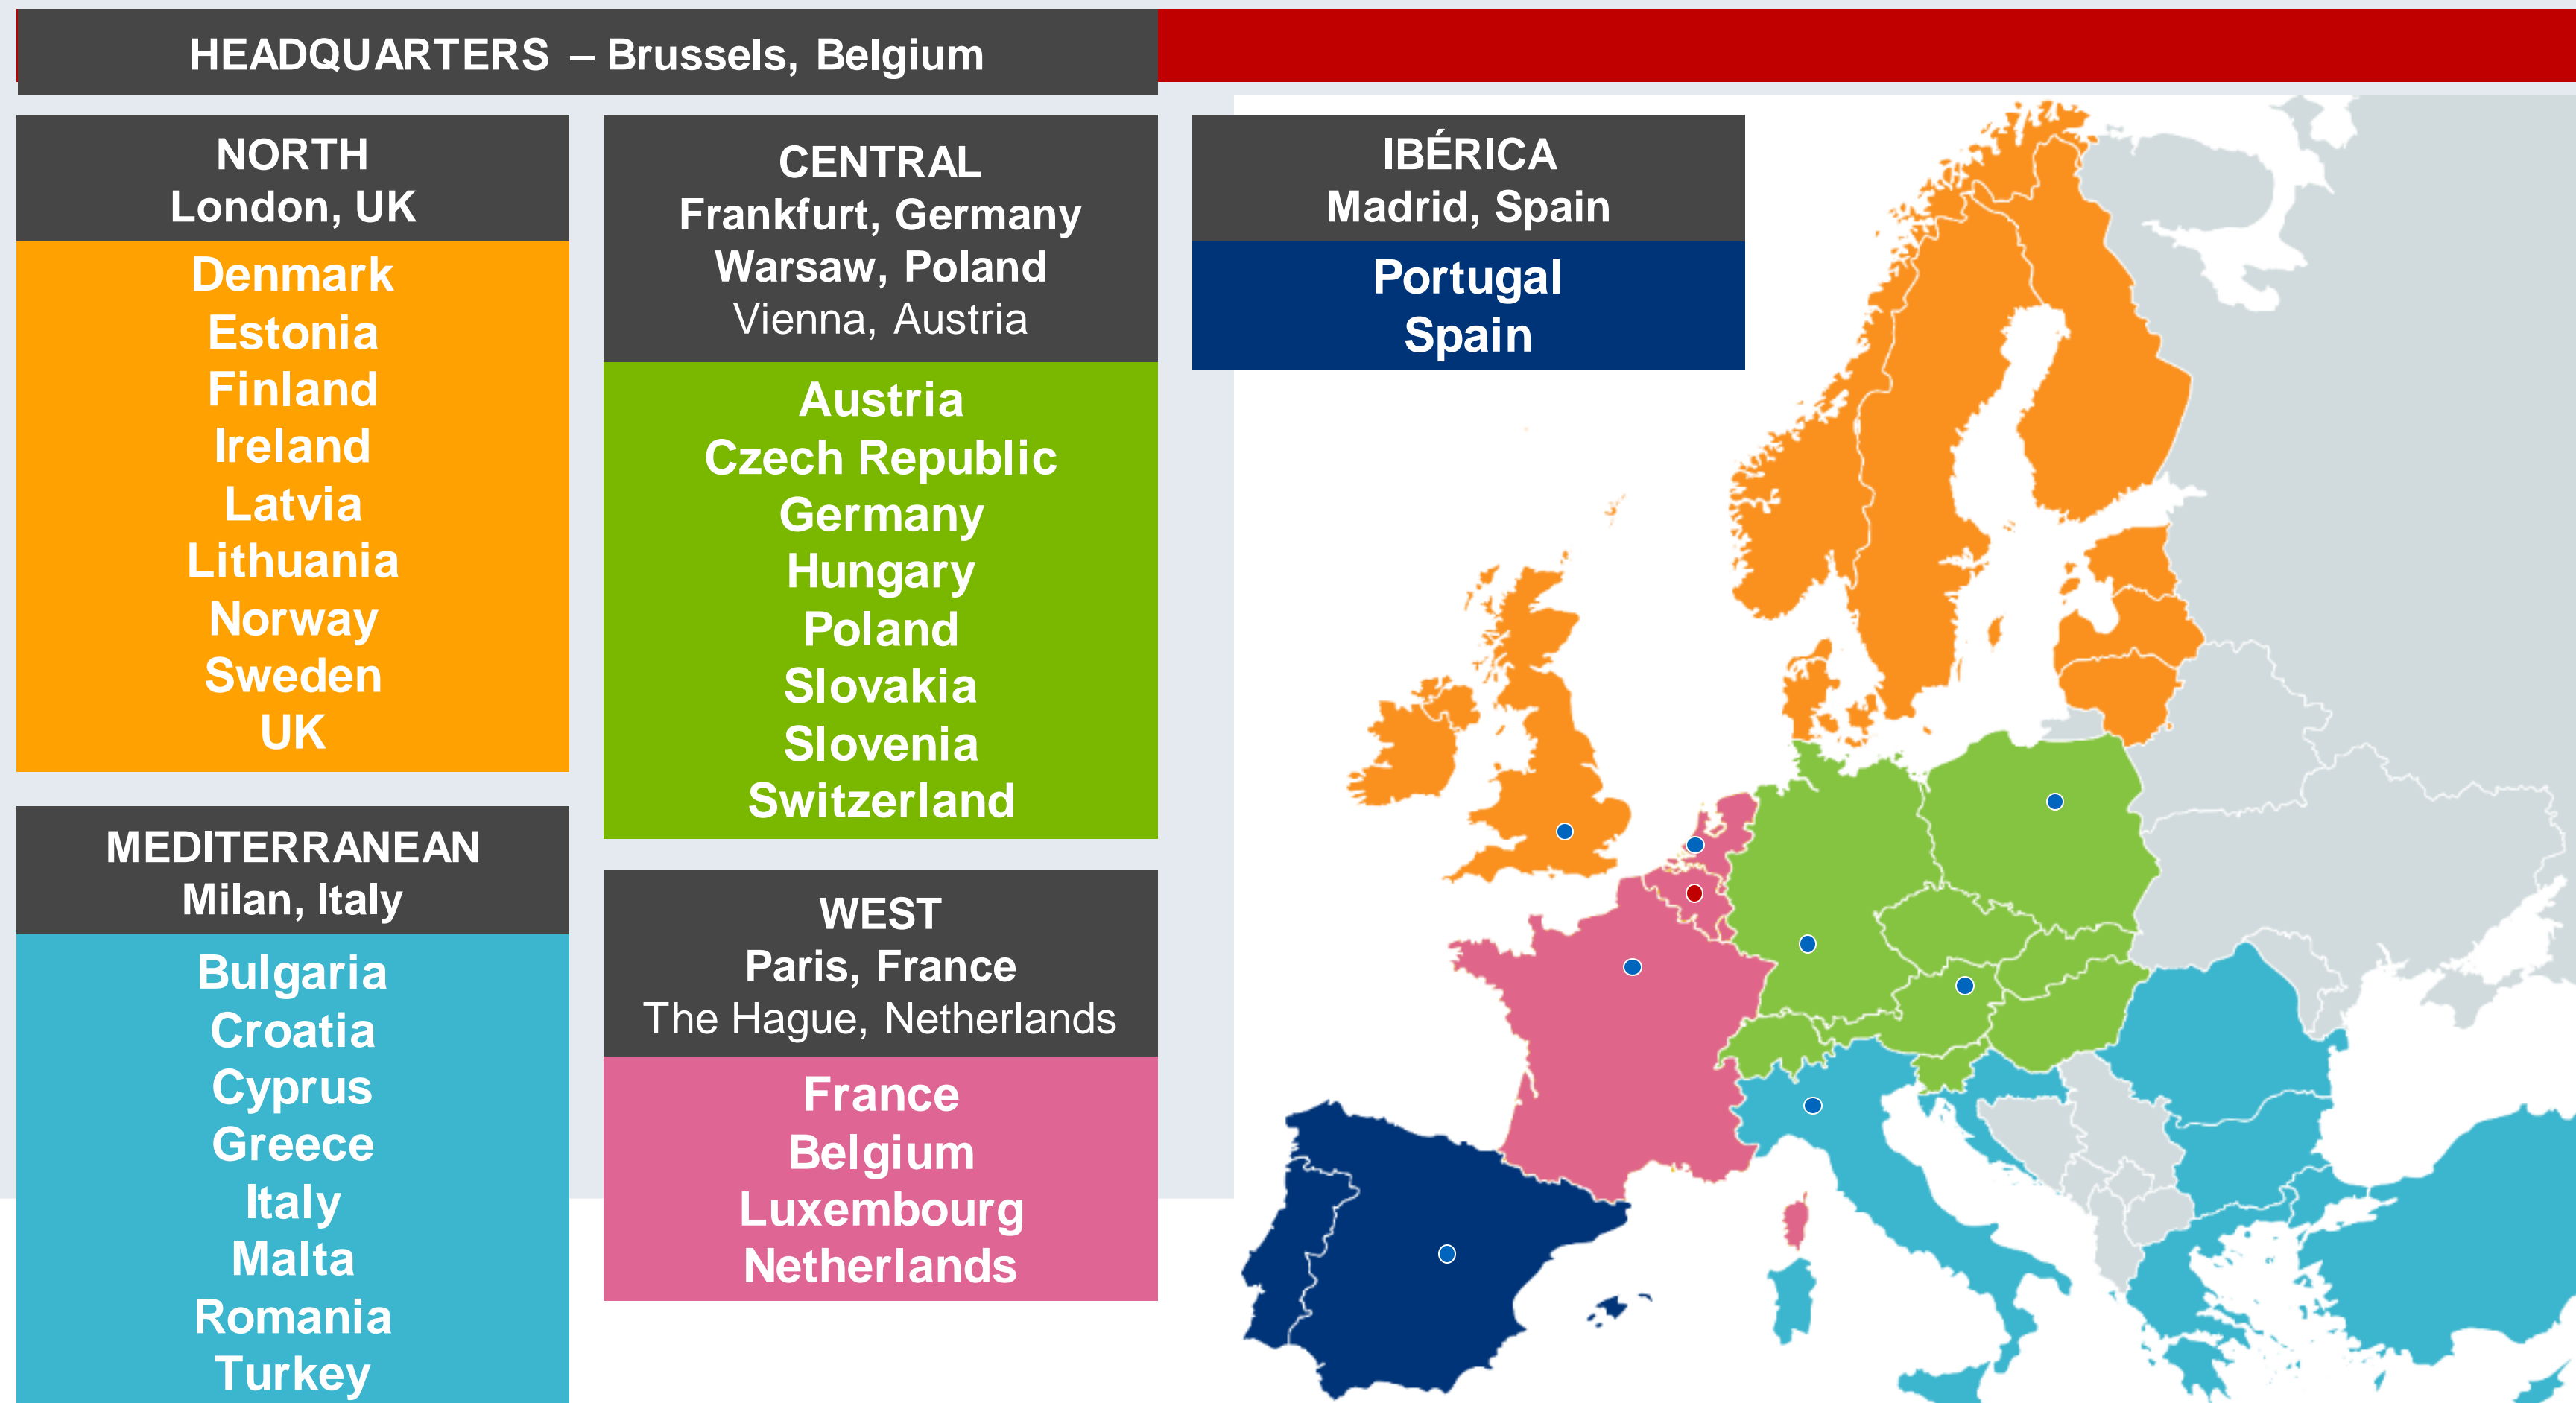 HEADQUARTERS – Brussels, Belgium
NORTH
London, UK
Denmark
Estonia
Finland
Ireland
Latvia
Lithuania
Norway
Sweden
UK
MEDITERRANEAN
Milan, Italy
Bulgaria
Croatia
Cyprus
Greece
Italy
Malta
Romania
Turkey
CENTRAL
Frankfurt, Germany
Warsaw, Poland
Vienna, Austria
Austria
Czech Republic
Germany
Hungary
Poland
Slovakia
Slovenia
Switzerland
WEST
Paris, France
The Hague, Netherlands
France
Belgium
Luxembourg
Netherlands
IBÉRICA
Madrid, Spain
Portugal
Spain